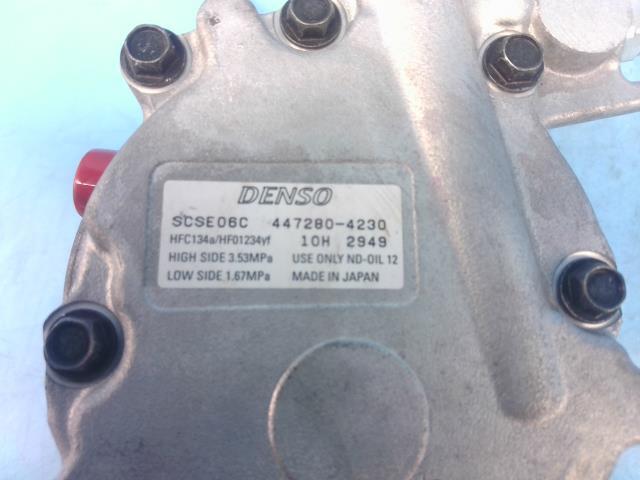 DENSO
SCSE06C 447280-4230
HFC134a/HFO1234yf 10H 2949
HIGH SIDE 3.53MPa USE ONLY ND-OIL 12
LOW SIDE 1.67MPa MADE IN JAPAN